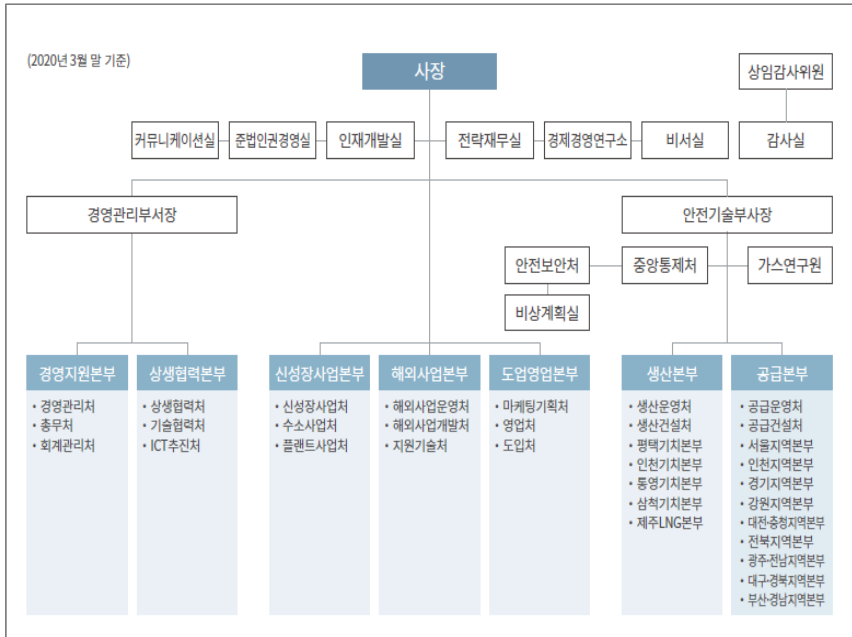 (2020년 3월 말 기준)
사장
상임감사위원
커뮤니케이션실
준법인권경영실
인재개발실
전략재무실
경제경영연구소
비서실
감사실
경영관리부서장
안전기술부사장
안전보안처
중앙통제처
가스연구원
비상계획실
경영지원본부
• 경영관리처
• 총무처
• 회계관리처
상생협력본부
• 상생협력처
• 기술협력처
• ICT추진처
신성장사업본부
• 신성장사업처
• 수소사업처
• 플랜트사업처
해외사업본부
• 해외사업운영처
• 해외사업개발처
• 지원기술처
도업영업본부
• 마케팅기획처
• 영업처
• 도입처
생산본부
• 생산운영처
• 생산건설처
• 평택기치본부
• 인천기치본부
• 통영기치본부
• 삼척기치본부
• 제주LNG본부
공급본부
• 공급운영처
• 공급건설처
• 서울지역본부
• 인천지역본부
• 경기지역본부
• 강원지역본부
• 대전·충청지역본부
• 전북지역본부
• 광주·전남지역본부
• 대구·경북지역본부
• 부산·경남지역본부